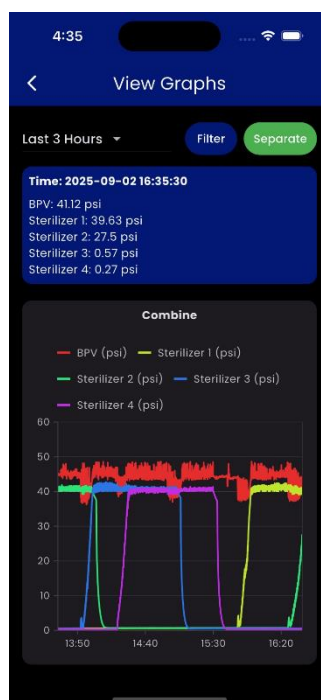 4:35
View Graphs
Last 3 Hours Filter Separate
Time: 2025-09-02 16:35:30
BPV: 41.12 psi
Sterilizer 1: 39.63 psi
Sterilizer 2: 27.5 psi
Sterilizer 3: 0.57 psi
Sterilizer 4: 0.27 psi
Combine
BPV (psi) Sterilizer 1 (psi)
Sterilizer 2 (psi) Sterilizer 3 (psi)
Sterilizer 4 (psi)
60
50
40
30
20
10
0
13:50 14:40 15:30 16:20